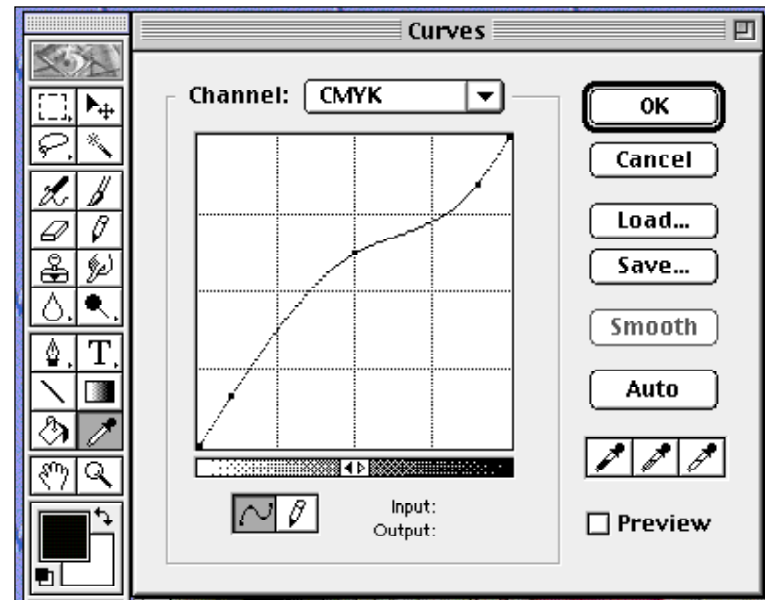 Curves
Channel: CMYK
OK
Cancel
Load...
Save...
Smooth
Auto
T
Input:
Output:
Preview